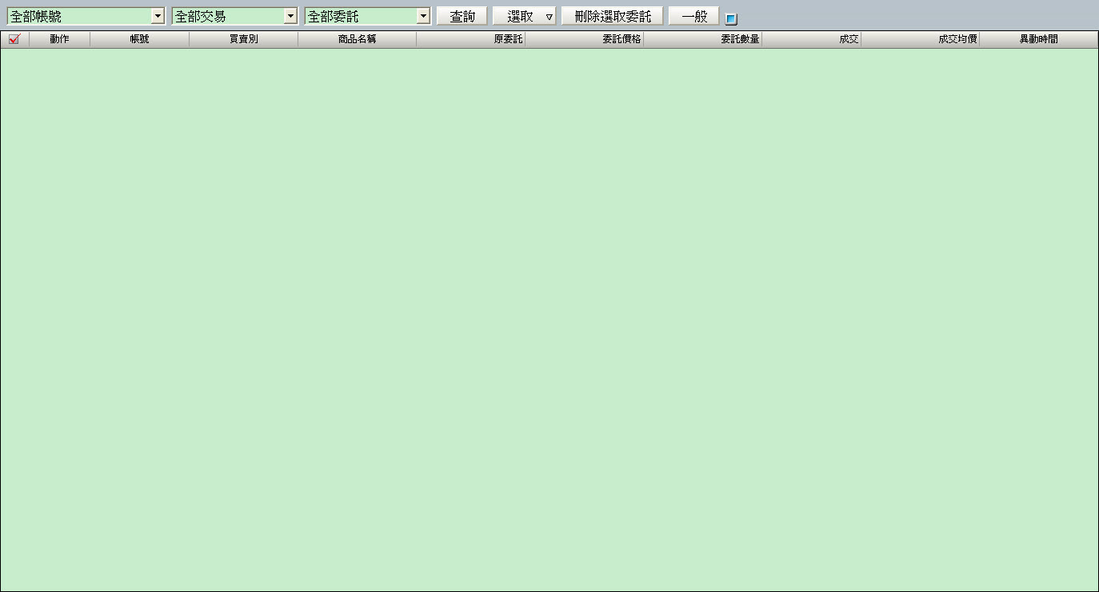 全部帳號 全部交易 全部委託 查詢 選取 刪除選取委託 一般
動作 帳號 買賣別 商品名稱 原委託 委託價格 委託數量 成交 成交均價 異動時間